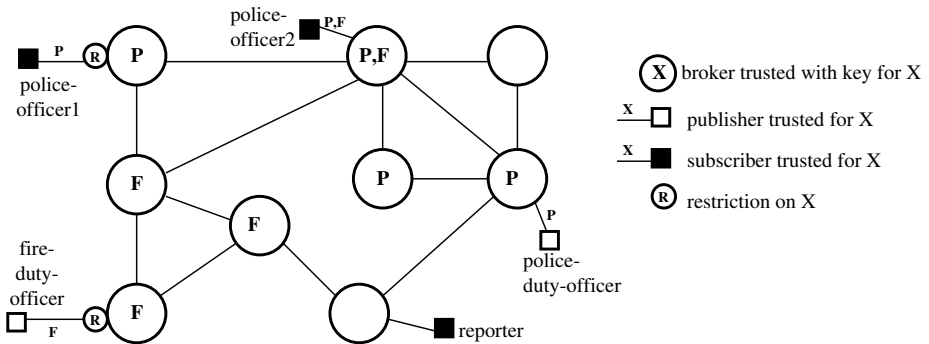 police-
officer2
P,F
P
R
P
P,F
police-
officer1
X
broker trusted with key for X
X
publisher trusted for X
X
subscriber trusted for X
R
restriction on X
F
P
P
F
P
police-
duty-officer
fire-
duty-
officer
F
R
F
reporter